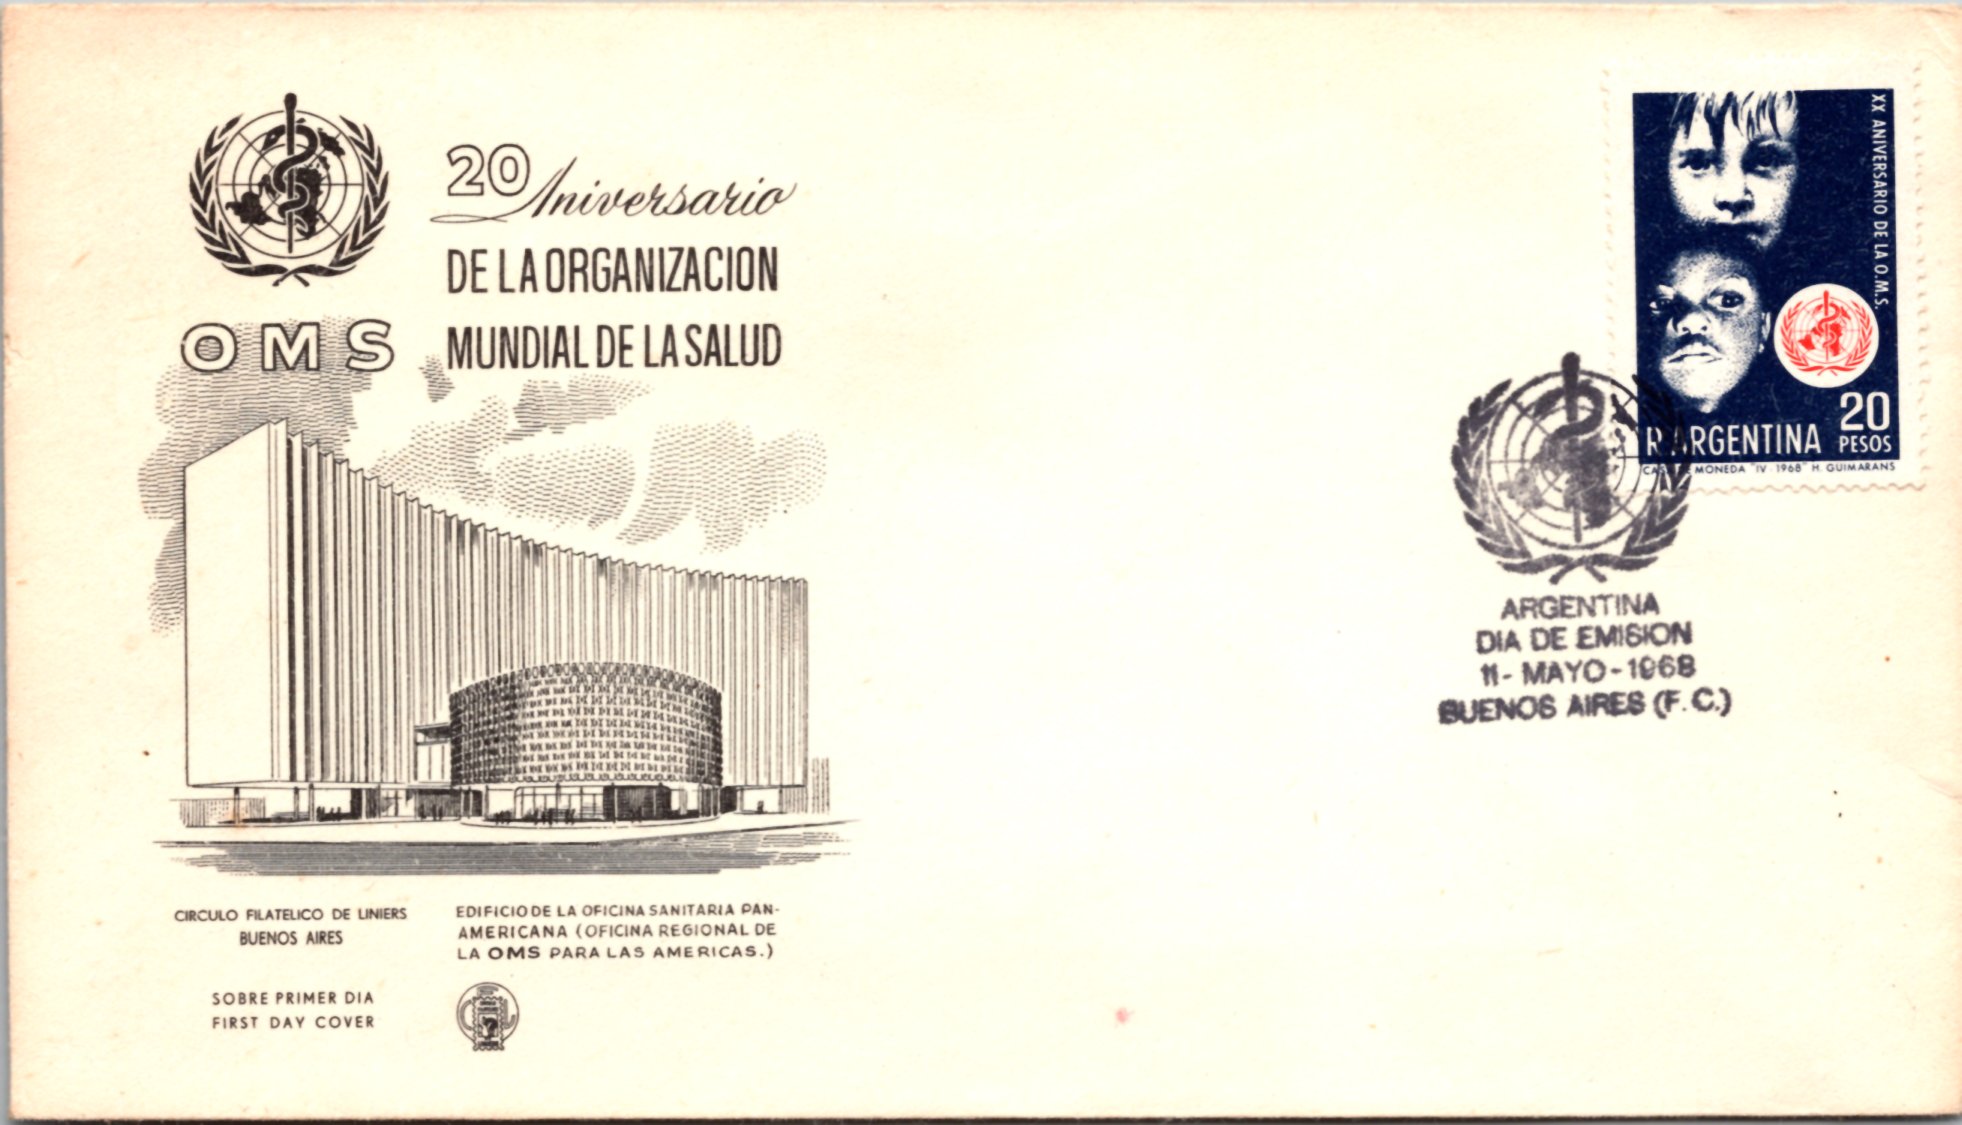 20 Aniversario
DE LA ORGANIZACION
MUNDIAL DE LA SALUD
OMS
CIRCULO FILATELICO DE LINIERS
BUENOS AIRES
EDIFICIO DE LA OFICINA SANITARIA PAN-
AMERICANA (OFICINA REGIONAL DE
LA OMS PARA LAS AMERICAS.)
SOBRE PRIMER DIA
FIRST DAY COVER
XX ANIVERSARIO DE LA O.M.S.
20
R. ARGENTINA PESOS
CASA DE MONEDA "IV-1968" H. GUIMARANS
ARGENTINA
DIA DE EMISION
11-MAYO-1968
BUENOS AIRES (F.C.)